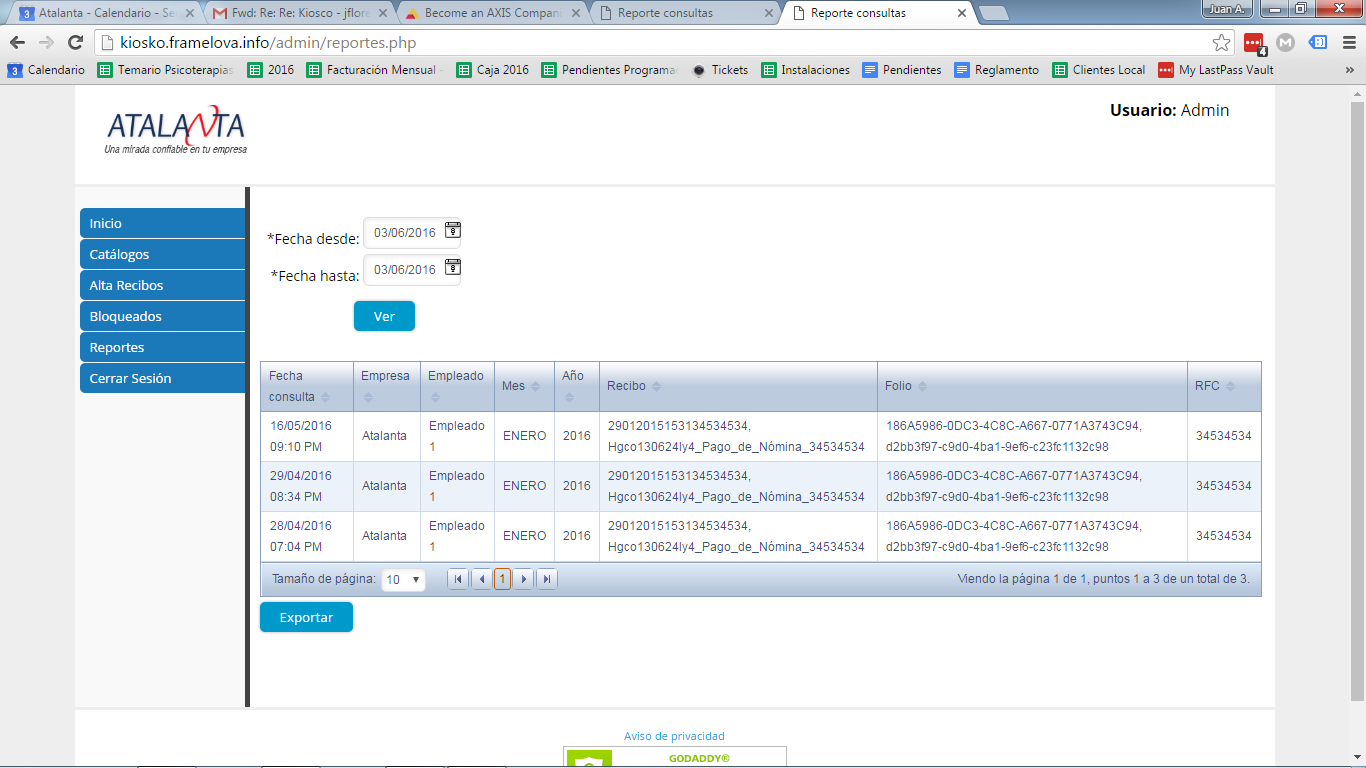 Atalanta - Calendario - Se
Fwd: Re: Re: Kiosco - jflore
Become an AXIS Compani
Reporte consultas
Reporte consultas
Juan A.
kiosko.framelova.info/admin/reportes.php
4
3 Calendario
Temario Psicoterapias
2016
Facturación Mensual -
Caja 2016
Pendientes Programa
Tickets
Instalaciones
Pendientes
Reglamento
Clientes Local
My LastPass Vault
»
ATALANTA
Una mirada confiable en tu empresa
Usuario: Admin
Inicio
Catálogos
Alta Recibos
Bloqueados
Reportes
Cerrar Sesión
*Fecha desde: 03/06/2016
*Fecha hasta: 03/06/2016
Ver
Fecha consulta Empresa Empleado Mes Año Recibo Folio RFC
16/05/2016 Empleado 29012015153134534534, 186A5986-0DC3-4C8C-A667-0771A3743C94,
Atalanta ENERO 2016 34534534
09:10 PM 1 Hgco130624ly4_Pago_de_Nómina_34534534 d2bb3f97-c9d0-4ba1-9ef6-c23fc1132c98
29/04/2016 Empleado 29012015153134534534, 186A5986-0DC3-4C8C-A667-0771A3743C94,
Atalanta ENERO 2016 34534534
08:34 PM 1 Hgco130624ly4_Pago_de_Nómina_34534534 d2bb3f97-c9d0-4ba1-9ef6-c23fc1132c98
28/04/2016 Empleado 29012015153134534534, 186A5986-0DC3-4C8C-A667-0771A3743C94,
Atalanta ENERO 2016 34534534
07:04 PM 1 Hgco130624ly4_Pago_de_Nómina_34534534 d2bb3f97-c9d0-4ba1-9ef6-c23fc1132c98
Tamaño de página: 10 1 Viendo la página 1 de 1, puntos 1 a 3 de un total de 3.
Exportar
Aviso de privacidad
GODADDY®